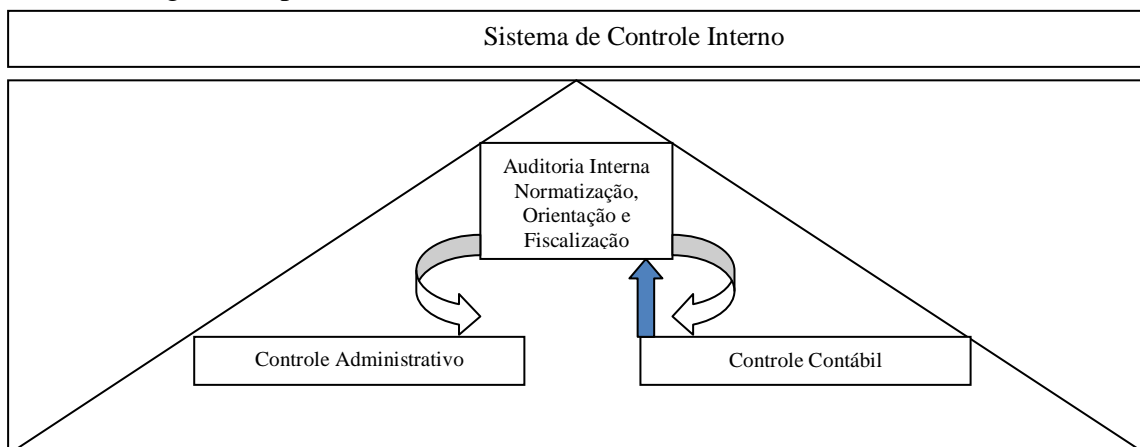 Sistema de Controle Interno
Auditoria Interna
Normatização,
Orientação e
Fiscalização
Controle Administrativo
Controle Contábil